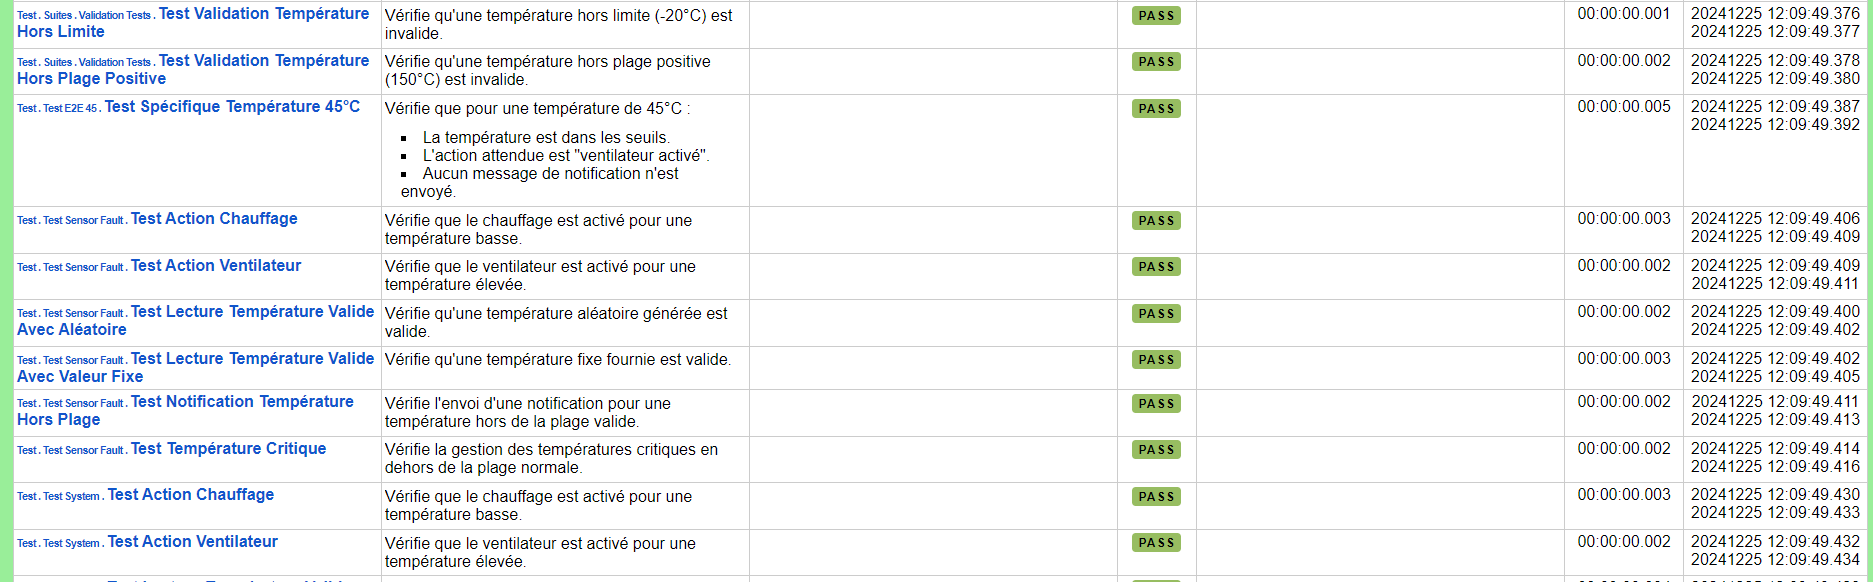 Test . Suites . Validation Tests . Test Validation Température
Hors Limite
Vérifie qu'une température hors limite (-20°C) est
invalide.
PASS
00:00:00.001
20241225 12:09:49.376
20241225 12:09:49.377
Test . Suites . Validation Tests . Test Validation Température
Hors Plage Positive
Vérifie qu'une température hors plage positive
(150°C) est invalide.
PASS
00:00:00.002
20241225 12:09:49.378
20241225 12:09:49.380
Test . Test E2E 45 . Test Spécifique Température 45°C
Vérifie que pour une température de 45°C :
▪ La température est dans les seuils.
▪ L'action attendue est "ventilateur activé".
▪ Aucun message de notification n'est
envoyé.
PASS
00:00:00.005
20241225 12:09:49.387
20241225 12:09:49.392
Test . Test Sensor Fault . Test Action Chauffage
Vérifie que le chauffage est activé pour une
température basse.
PASS
00:00:00.003
20241225 12:09:49.406
20241225 12:09:49.409
Test . Test Sensor Fault . Test Action Ventilateur
Vérifie que le ventilateur est activé pour une
température élevée.
PASS
00:00:00.002
20241225 12:09:49.409
20241225 12:09:49.411
Test . Test Sensor Fault . Test Lecture Température Valide
Avec Aléatoire
Vérifie qu'une température aléatoire générée est
valide.
PASS
00:00:00.002
20241225 12:09:49.400
20241225 12:09:49.402
Test . Test Sensor Fault . Test Lecture Température Valide
Avec Valeur Fixe
Vérifie qu'une température fixe fournie est valide.
PASS
00:00:00.003
20241225 12:09:49.402
20241225 12:09:49.405
Test . Test Sensor Fault . Test Notification Température
Hors Plage
Vérifie l'envoi d'une notification pour une
température hors de la plage valide.
PASS
00:00:00.002
20241225 12:09:49.411
20241225 12:09:49.413
Test . Test Sensor Fault . Test Température Critique
Vérifie la gestion des températures critiques en
dehors de la plage normale.
PASS
00:00:00.002
20241225 12:09:49.414
20241225 12:09:49.416
Test . Test System . Test Action Chauffage
Vérifie que le chauffage est activé pour une
température basse.
PASS
00:00:00.003
20241225 12:09:49.430
20241225 12:09:49.433
Test . Test System . Test Action Ventilateur
Vérifie que le ventilateur est activé pour une
température élevée.
PASS
00:00:00.002
20241225 12:09:49.432
20241225 12:09:49.434